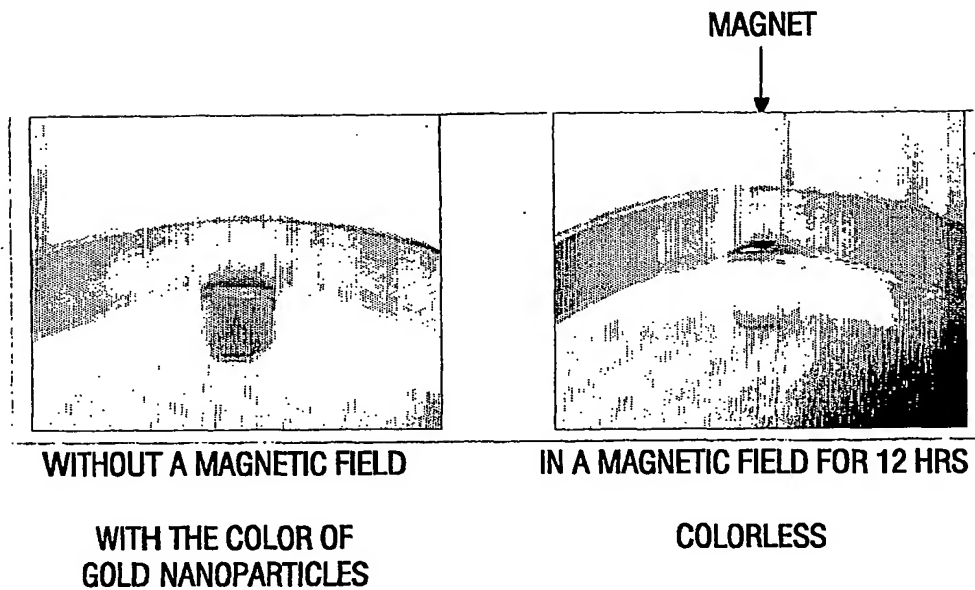 MAGNET
WITHOUT A MAGNETIC FIELD
IN A MAGNETIC FIELD FOR 12 HRS
WITH THE COLOR OF
GOLD NANOPARTICLES
COLORLESS